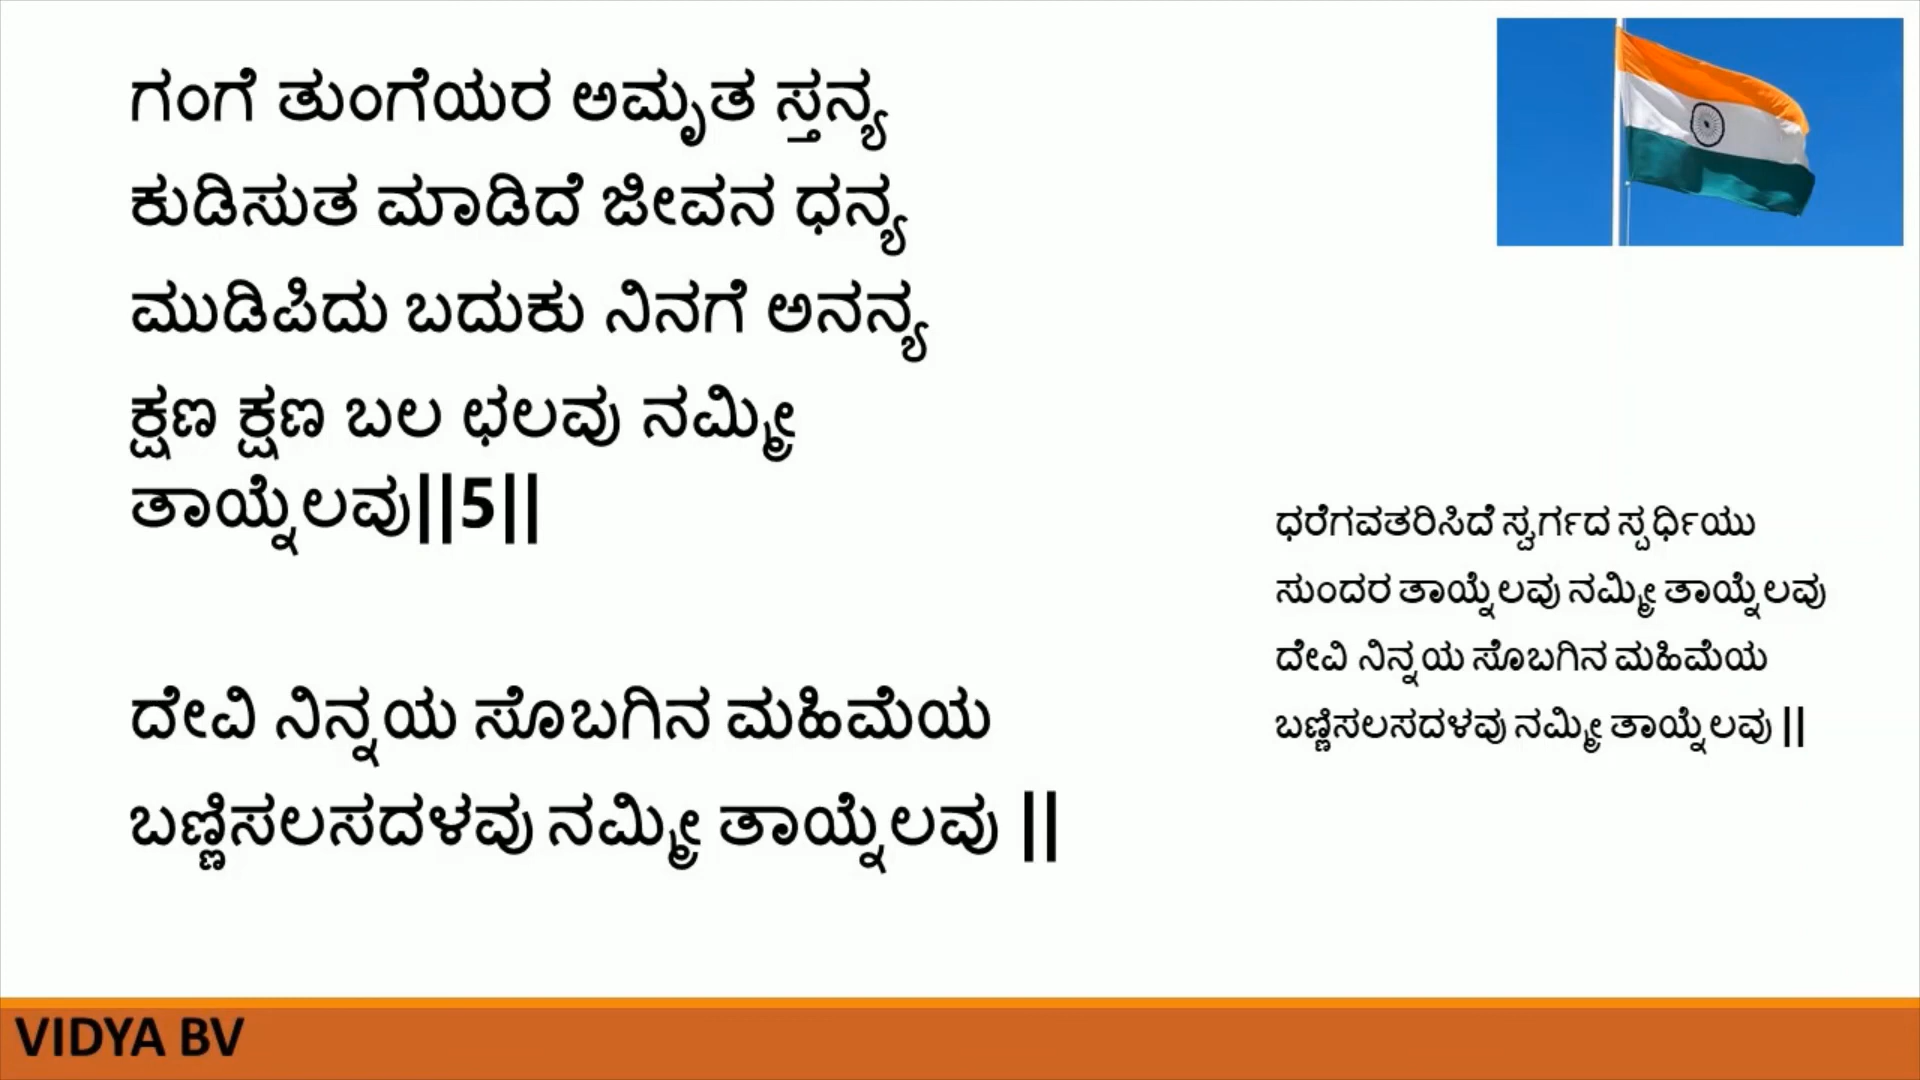 ಗಂಗೆ ತುಂಗೆಯರ ಅಮೃತ ಸ್ತನ್ಯ
ಕುಡಿಸುತ ಮಾಡಿದೆ ಜೀವನ ಧನ್ಯ
ಮುಡಿಪಿದು ಬದುಕು ನಿನಗೆ ಅನನ್ಯ
ಕ್ಷಣ ಕ್ಷಣ ಬಲ ಛಲವು ನಮ್ಮೀ
ತಾಯ್ನೆಲವು||5||
ದೇವಿ ನಿನ್ನಯ ಸೊಬಗಿನ ಮಹಿಮೆಯ
ಬಣ್ಣಿಸಲಸದಳವು ನಮ್ಮೀ ತಾಯ್ನೆಲವು ||
ಧರೆಗವತರಿಸಿದೆ ಸ್ವರ್ಗದ ಸ್ಪರ್ಧಿಯು
ಸುಂದರ ತಾಯ್ನೆಲವು ನಮ್ಮೀ ತಾಯ್ನೆಲವು
ದೇವಿ ನಿನ್ನಯ ಸೊಬಗಿನ ಮಹಿಮೆಯ
ಬಣ್ಣಿಸಲಸದಳವು ನಮ್ಮೀ ತಾಯ್ನೆಲವು ||
VIDYA BV